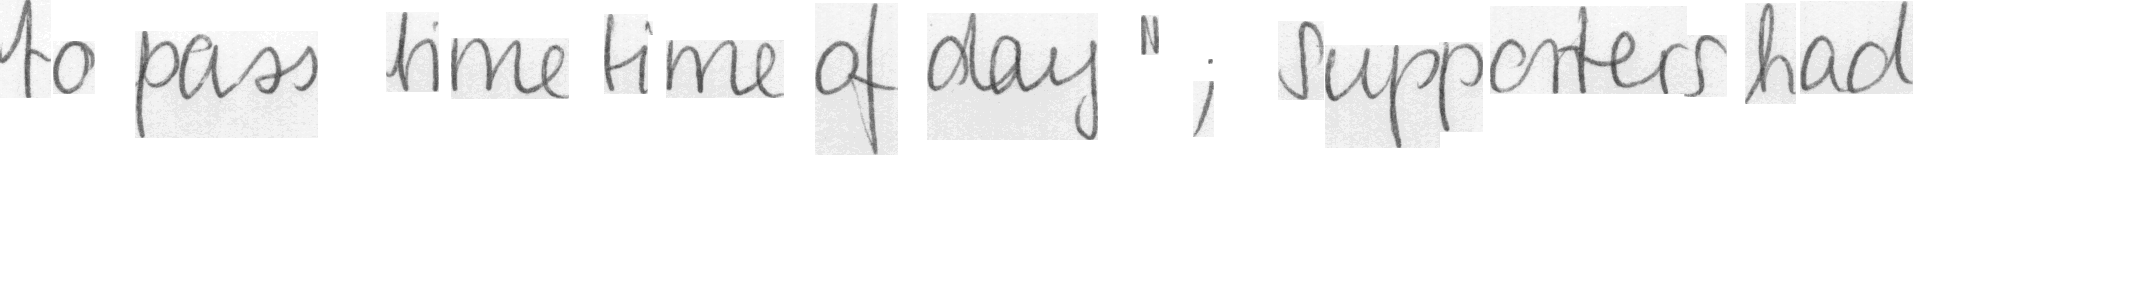 to pass time time of day " ; supporters had